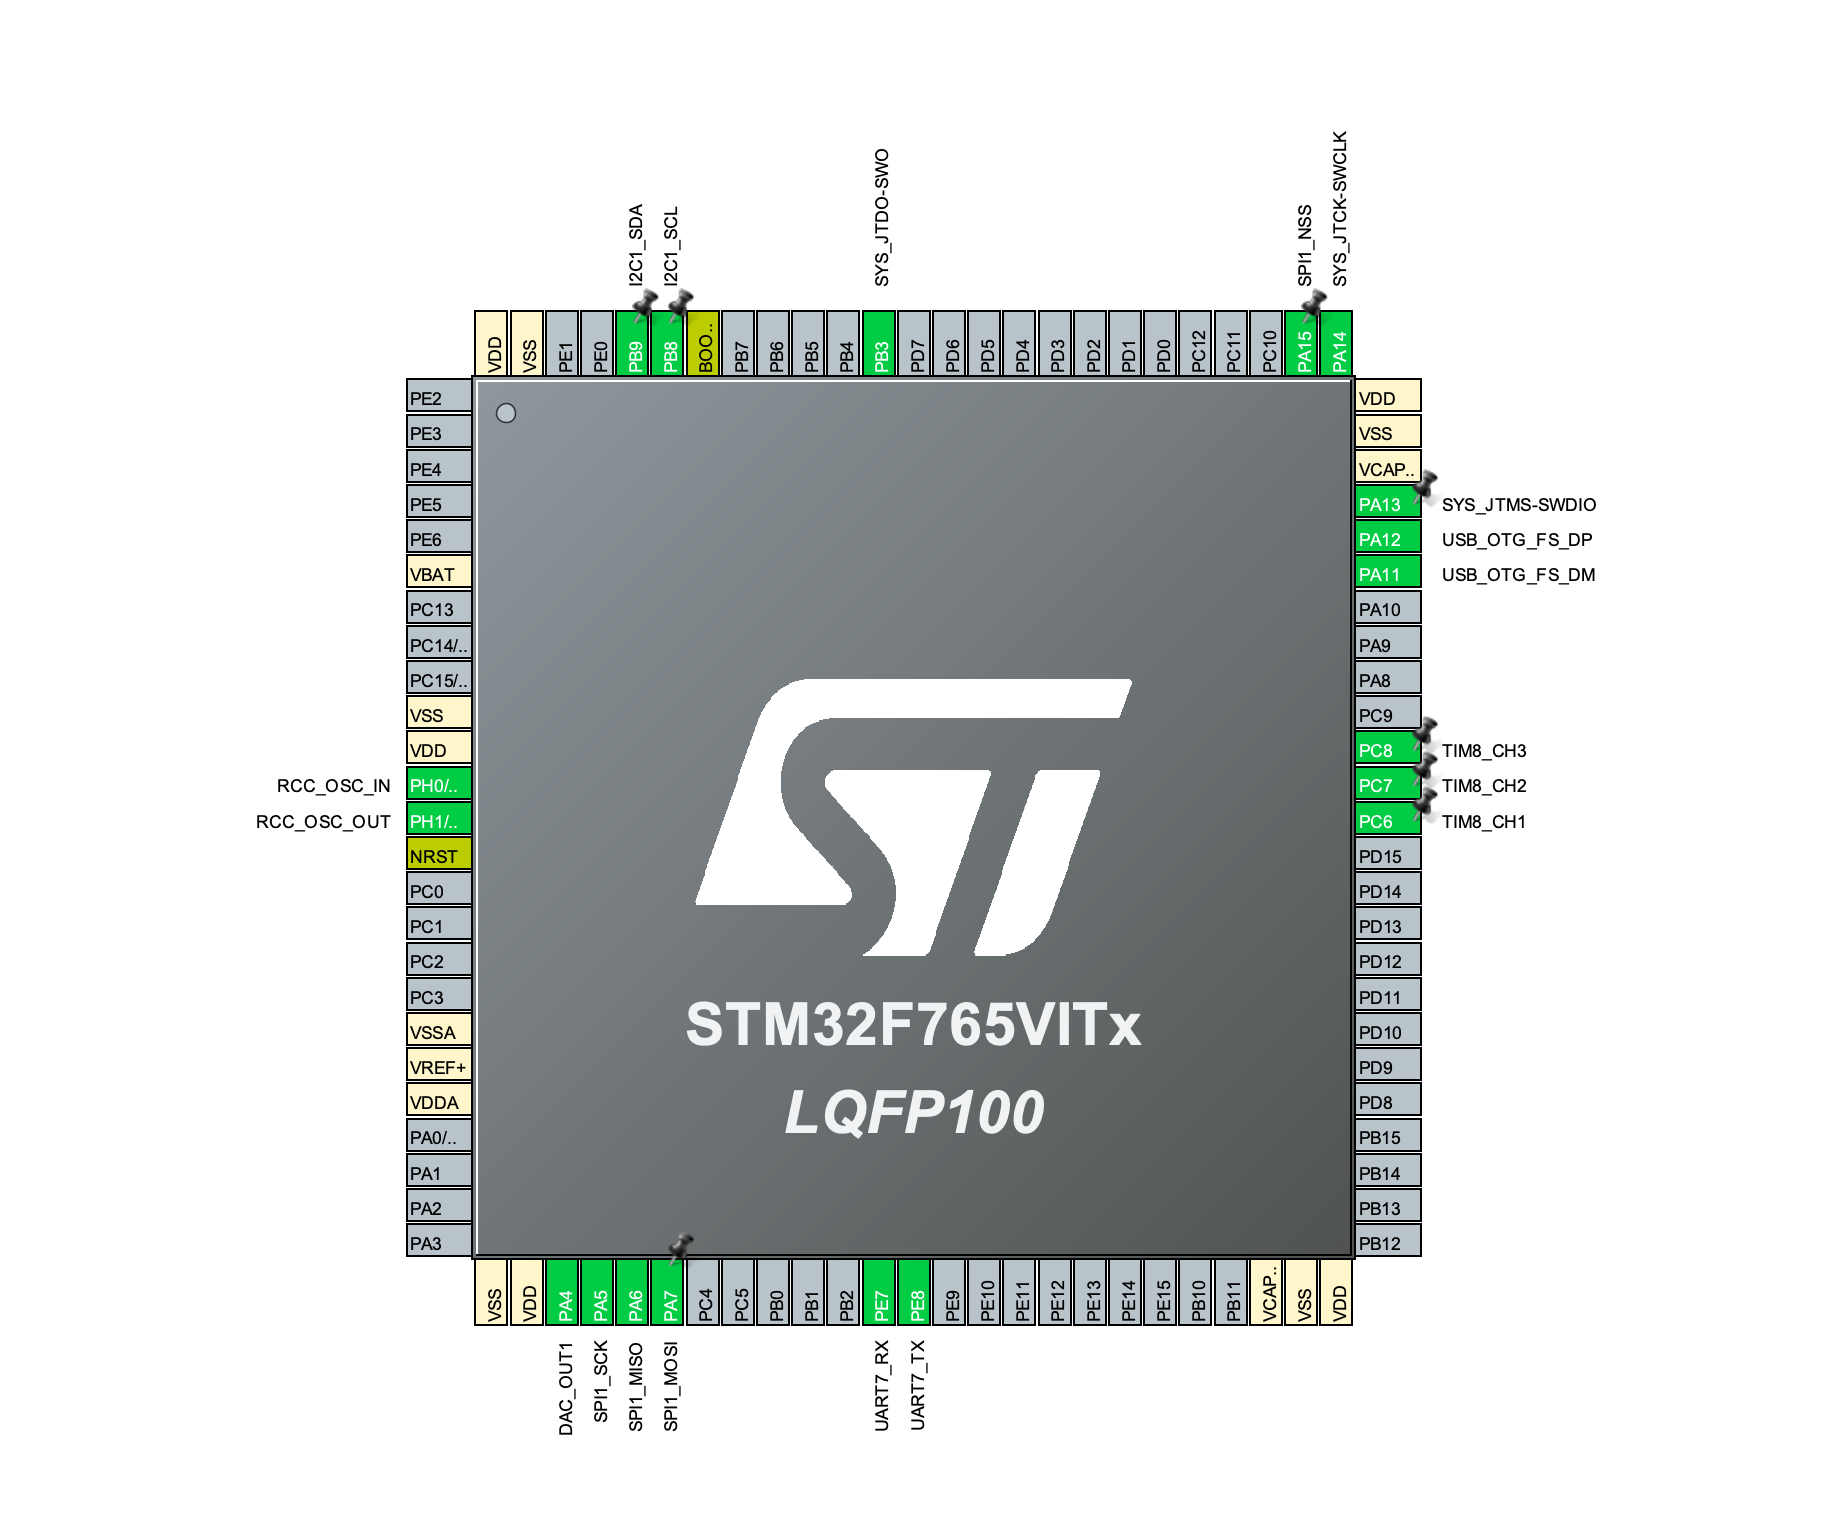 I2C1_SDA
I2C1_SCL
SYS_JTDO-SWO
SPI1_NSS
SYS_JTCK-SWCLK
VDD
VSS
PE1
PE0
PB9
PB8
BOO..
PB7
PB6
PB5
PB4
PB3
PD7
PD6
PD5
PD4
PD3
PD2
PD1
PD0
PC12
PC11
PC10
PA15
PA14
PE2
PE3
PE4
PE5
PE6
VBAT
PC13
PC14/..
PC15/..
VSS
VDD
RCC_OSC_IN PH0/..
RCC_OSC_OUT PH1/..
NRST
PC0
PC1
PC2
PC3
VSSA
VREF+
VDDA
PA0/..
PA1
PA2
PA3
STM32F765VITx
LQFP100
VDD
VSS
VCAP..
PA13 SYS_JTMS-SWDIO
PA12 USB_OTG_FS_DP
PA11 USB_OTG_FS_DM
PA10
PA9
PA8
PC9
PC8 TIM8_CH3
PC7 TIM8_CH2
PC6 TIM8_CH1
PD15
PD14
PD13
PD12
PD11
PD10
PD9
PD8
PB15
PB14
PB13
PB12
VSS
VDD
PA4
PA5
PA6
PA7
PC4
PC5
PB0
PB1
PB2
PE7
PE8
PE9
PE10
PE11
PE12
PE13
PE14
PE15
PB10
PB11
VCAP..
VSS
VDD
DAC_OUT1
SPI1_SCK
SPI1_MISO
SPI1_MOSI
UART7_RX
UART7_TX